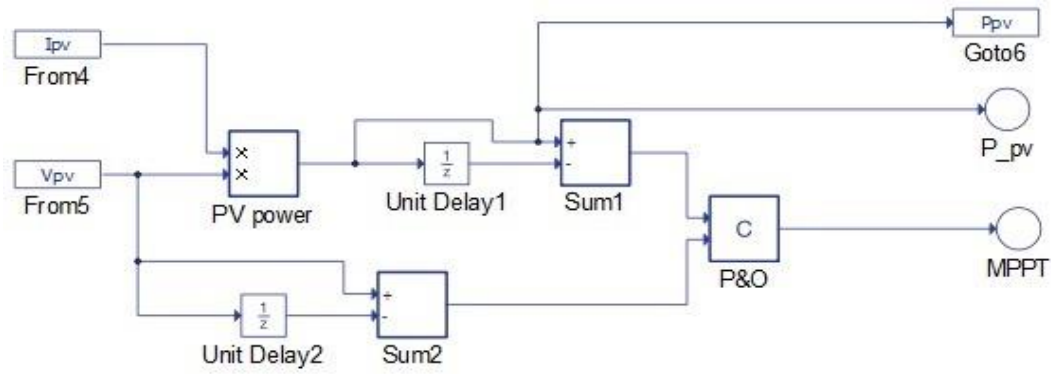 Ipv
From4
Ppv
Goto6
P_pv
×
×
PV power
1
z
Unit Delay1
+
-
Sum1
Vpv
From5
C
P&O
MPPT
1
z
Unit Delay2
+
-
Sum2